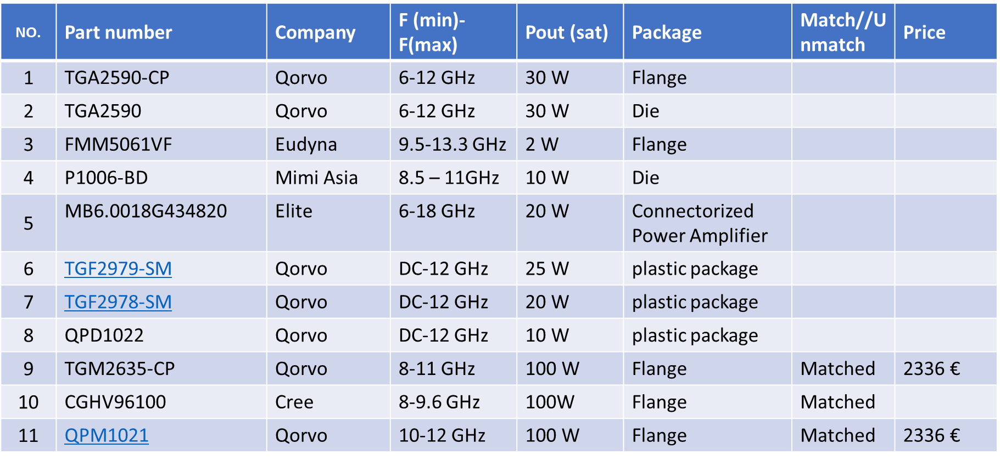 NO. Part number Company F (min)- F(max) Pout (sat) Package Match//U nmatch Price
1 TGA2590-CP Qorvo 6-12 GHz 30 W Flange
2 TGA2590 Qorvo 6-12 GHz 30 W Die
3 FMM5061VF Eudyna 9.5-13.3 GHz 2 W Flange
4 P1006-BD Mimi Asia 8.5 – 11GHz 10 W Die
5 MB6.0018G434820 Elite 6-18 GHz 20 W Connectorized Power Amplifier
6 TGF2979-SM Qorvo DC-12 GHz 25 W plastic package
7 TGF2978-SM Qorvo DC-12 GHz 20 W plastic package
8 QPD1022 Qorvo DC-12 GHz 10 W plastic package
9 TGM2635-CP Qorvo 8-11 GHz 100 W Flange Matched 2336 €
10 CGHV96100 Cree 8-9.6 GHz 100W Flange Matched
11 QPM1021 Qorvo 10-12 GHz 100 W Flange Matched 2336 €